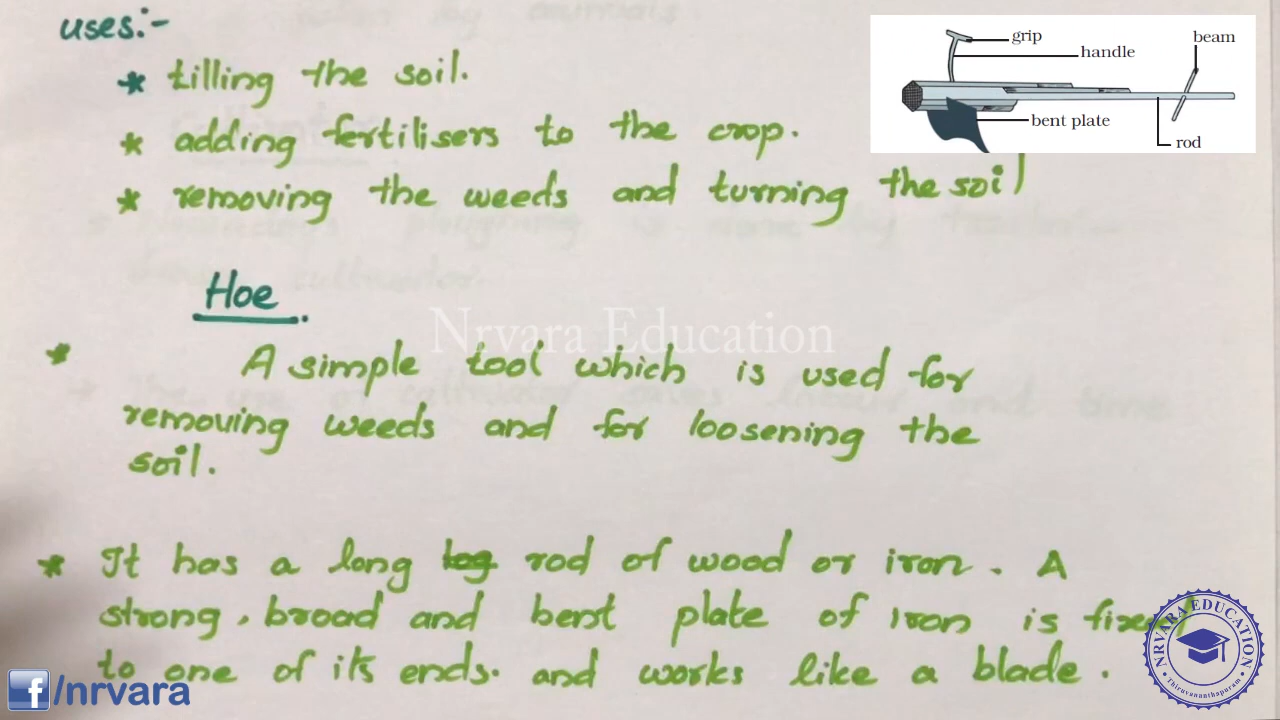 uses:-
* tilling the soil.
* adding fertilisers to the crop.
* removing the weeds and turning the soil
grip
handle
beam
bent plate
rod
Hoe.
Nrvara Education
* A simple tool which is used for
removing weeds and for loosening the
soil.
* It has a long rod of wood or iron. A
strong, broad and bent plate of iron is fixed
to one of its ends. and works like a blade.
f/nrvara
NRVARA EDUCATION
Thiruvananthapuram